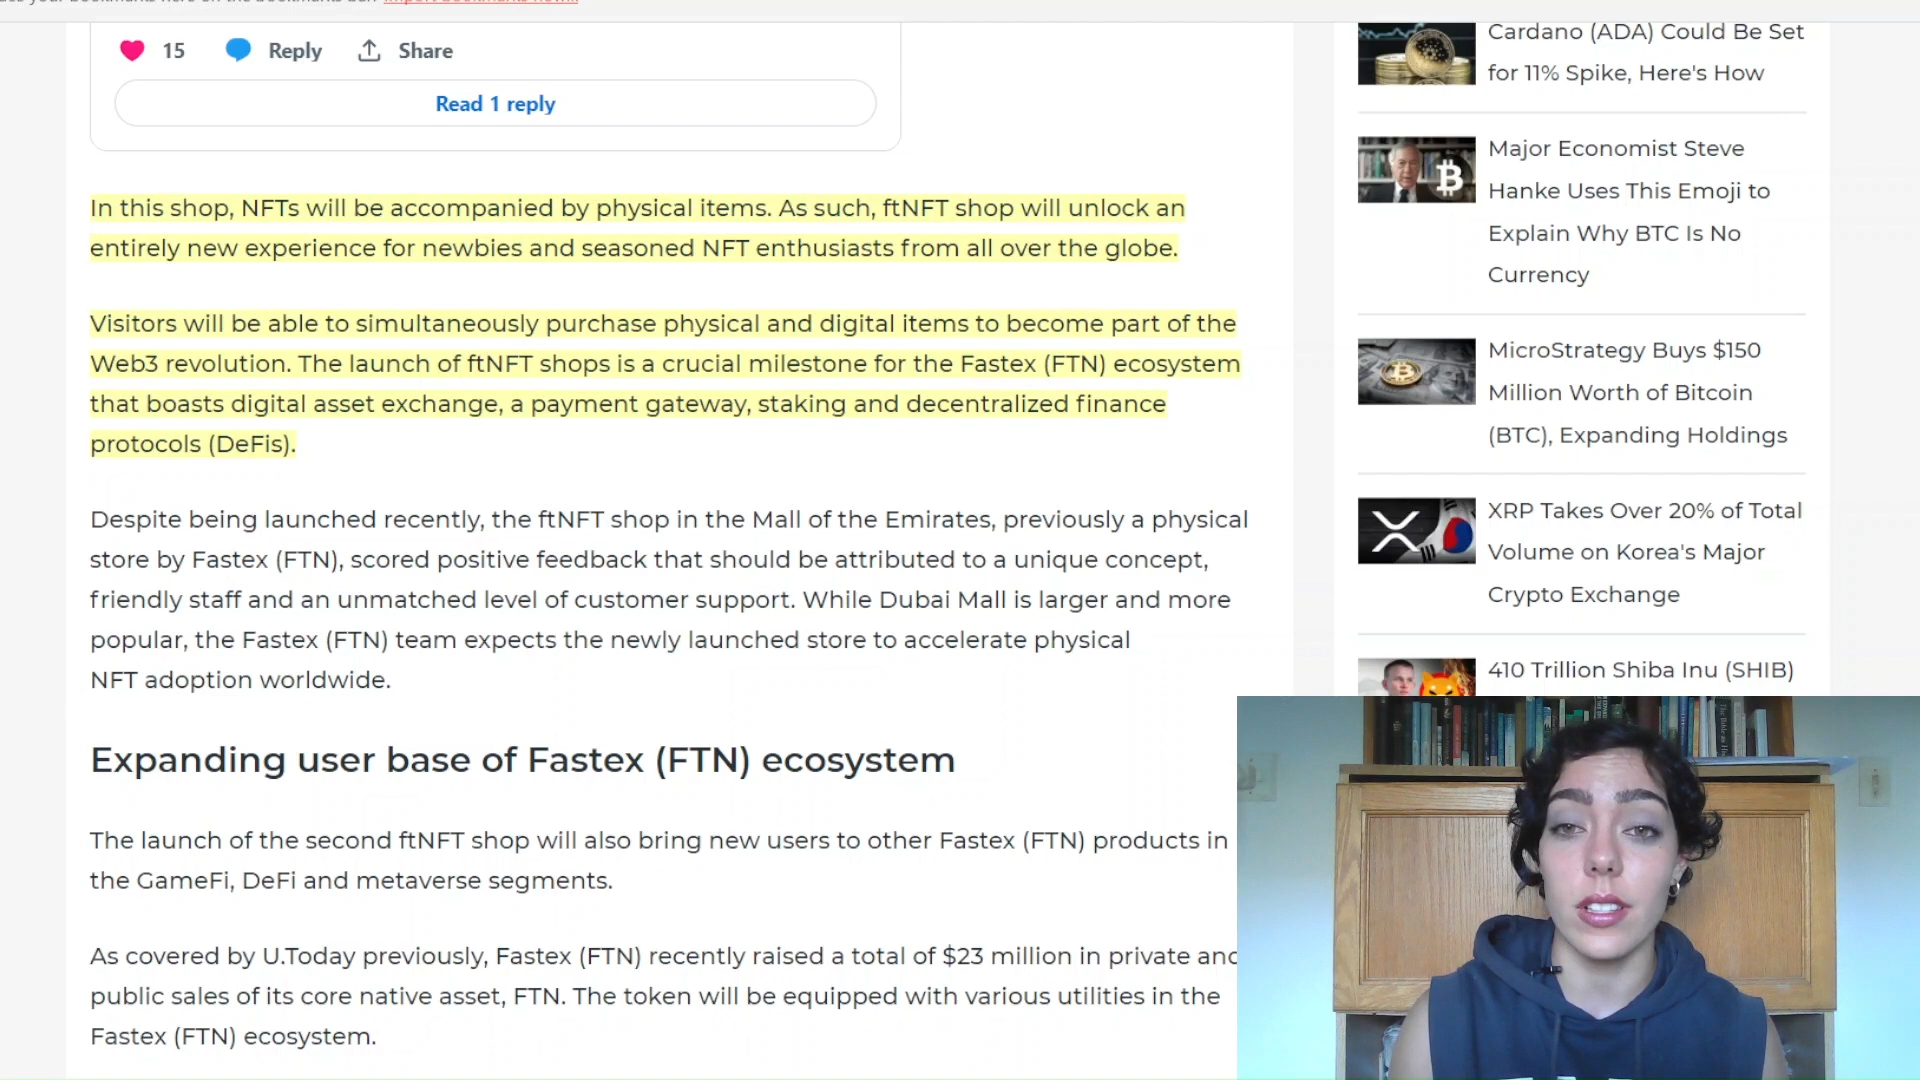 import bookmarks now...
15 Reply Share
Read 1 reply
In this shop, NFTs will be accompanied by physical items. As such, ftNFT shop will unlock an
entirely new experience for newbies and seasoned NFT enthusiasts from all over the globe.
Visitors will be able to simultaneously purchase physical and digital items to become part of the
Web3 revolution. The launch of ftNFT shops is a crucial milestone for the Fastex (FTN) ecosystem
that boasts digital asset exchange, a payment gateway, staking and decentralized finance
protocols (DeFis).
Despite being launched recently, the ftNFT shop in the Mall of the Emirates, previously a physical
store by Fastex (FTN), scored positive feedback that should be attributed to a unique concept,
friendly staff and an unmatched level of customer support. While Dubai Mall is larger and more
popular, the Fastex (FTN) team expects the newly launched store to accelerate physical
NFT adoption worldwide.
Expanding user base of Fastex (FTN) ecosystem
The launch of the second ftNFT shop will also bring new users to other Fastex (FTN) products in
the GameFi, DeFi and metaverse segments.
As covered by U.Today previously, Fastex (FTN) recently raised a total of $23 million in private and
public sales of its core native asset, FTN. The token will be equipped with various utilities in the
Fastex (FTN) ecosystem.
Cardano (ADA) Could Be Set
for 11% Spike, Here's How
Major Economist Steve
Hanke Uses This Emoji to
Explain Why BTC Is No
Currency
MicroStrategy Buys $150
Million Worth of Bitcoin
(BTC), Expanding Holdings
XRP Takes Over 20% of Total
Volume on Korea's Major
Crypto Exchange
410 Trillion Shiba Inu (SHIB)